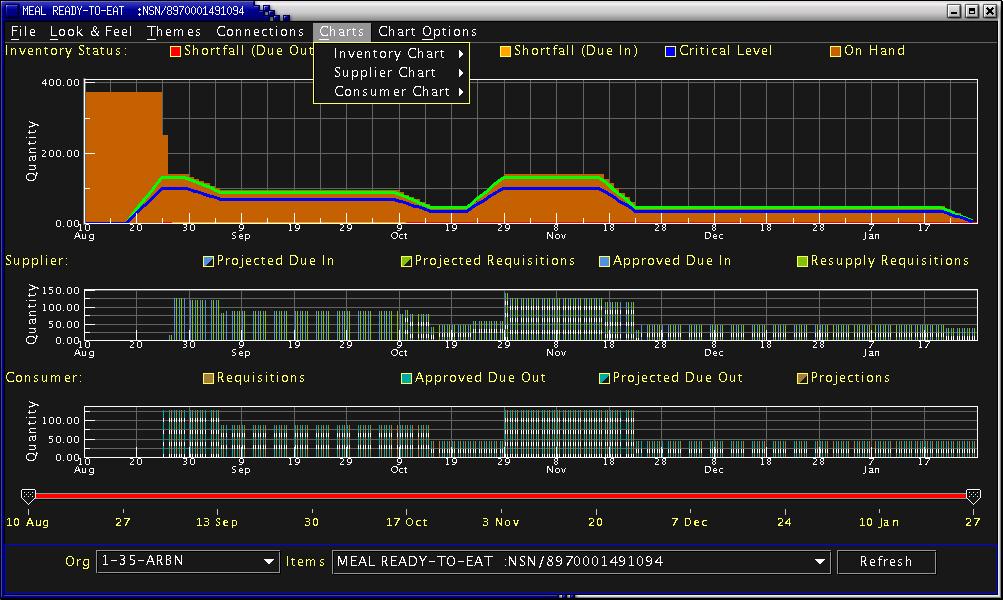 MEAL READY-TO-EAT :NSN/8970001491094
File Look & Feel Themes Connections Charts Chart Options
Inventory Status: Shortfall (Due Out Shortfall (Due In) Critical Level On Hand
Inventory Chart
Supplier Chart
Consumer Chart
Quantity
400.00
200.00
0.00
10 20 30 9 19 29 9 19 29 8 18 28 8 18 28 7 17
Aug Sep Oct Nov Dec Jan
Supplier: Projected Due In Projected Requisitions Approved Due In Resupply Requisitions
Quantity
150.00
100.00
50.00
0.00
10 20 30 9 19 29 9 19 29 8 18 28 8 18 28 7 17
Aug Sep Oct Nov Dec Jan
Consumer: Requisitions Approved Due Out Projected Due Out Projections
Quantity
100.00
50.00
0.00
10 20 30 9 19 29 9 19 29 8 18 28 8 18 28 7 17
Aug Sep Oct Nov Dec Jan
10 Aug 27 13 Sep 30 17 Oct 3 Nov 20 7 Dec 24 10 Jan 27
Org 1-35-ARBN Items MEAL READY-TO-EAT :NSN/8970001491094 Refresh